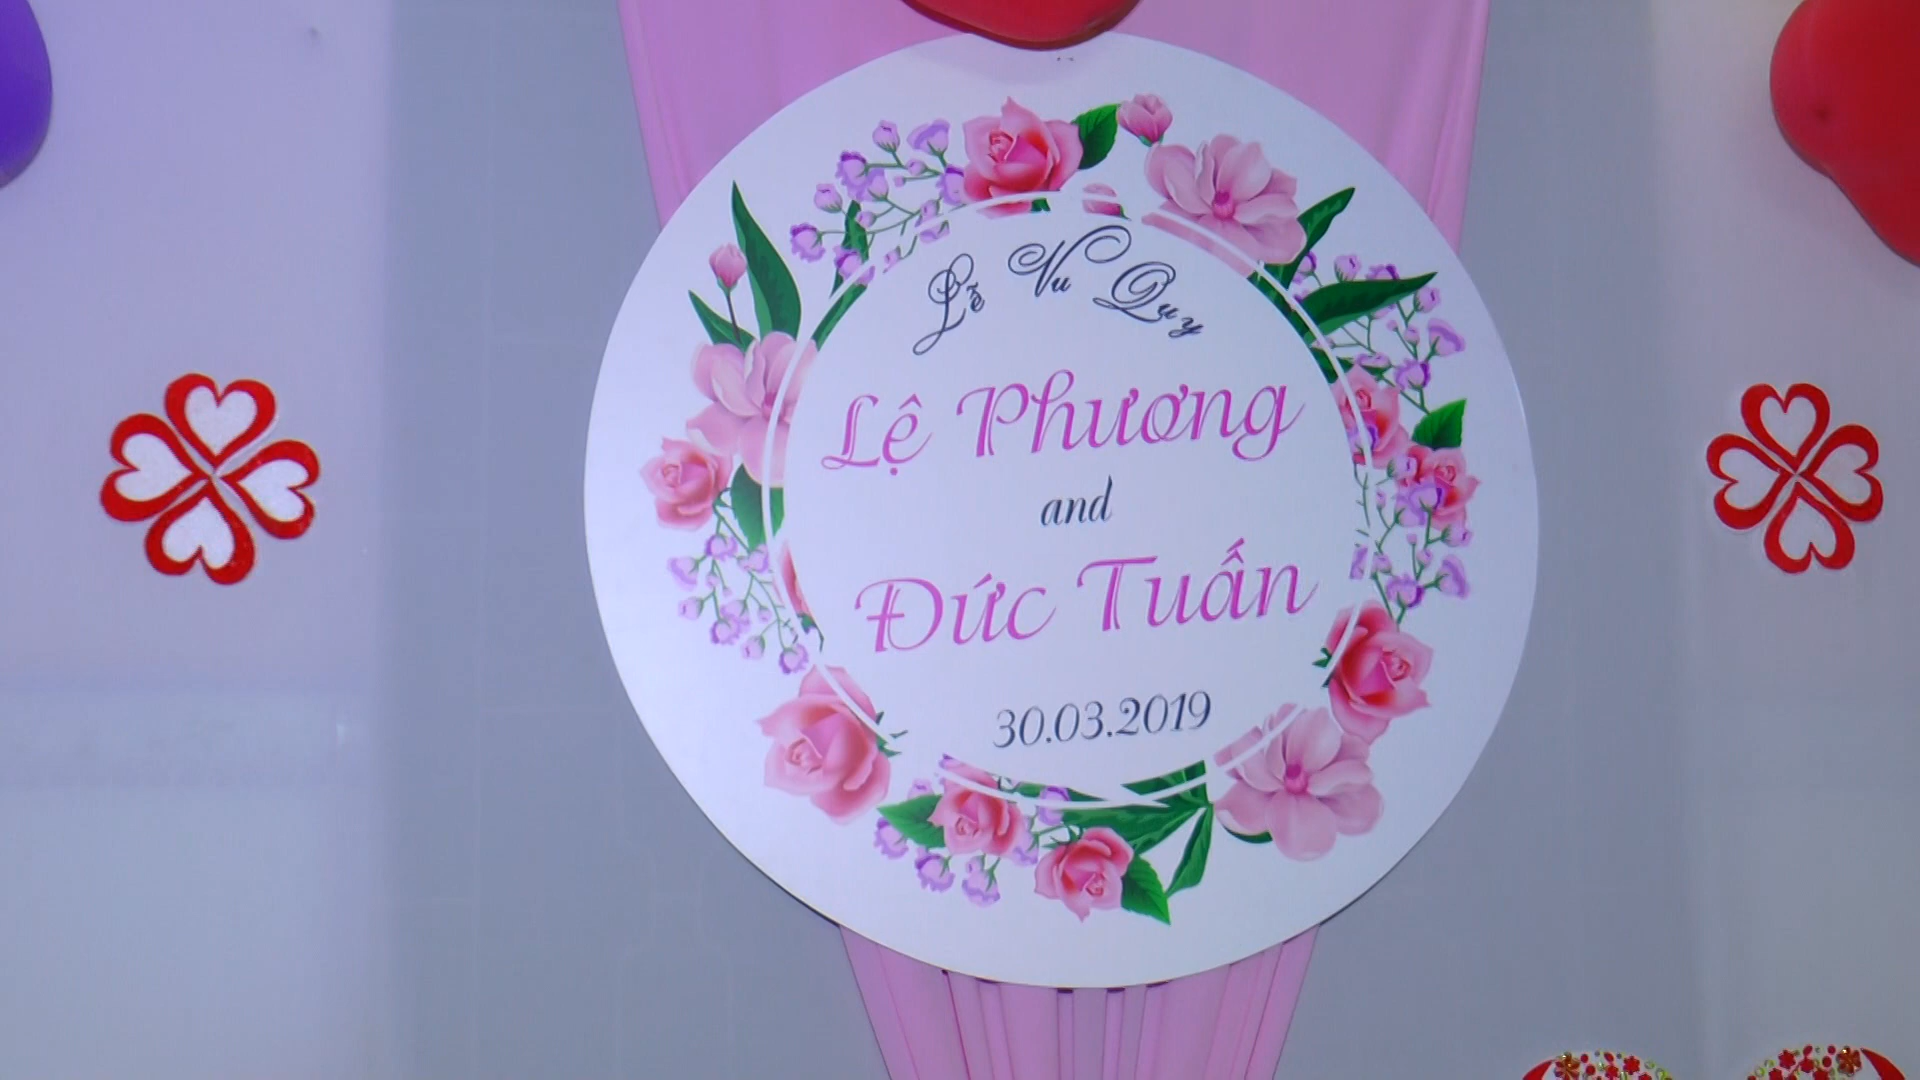 Lễ Vu Quy
Lệ Phương
and
Đức Tuấn
30.03.2019